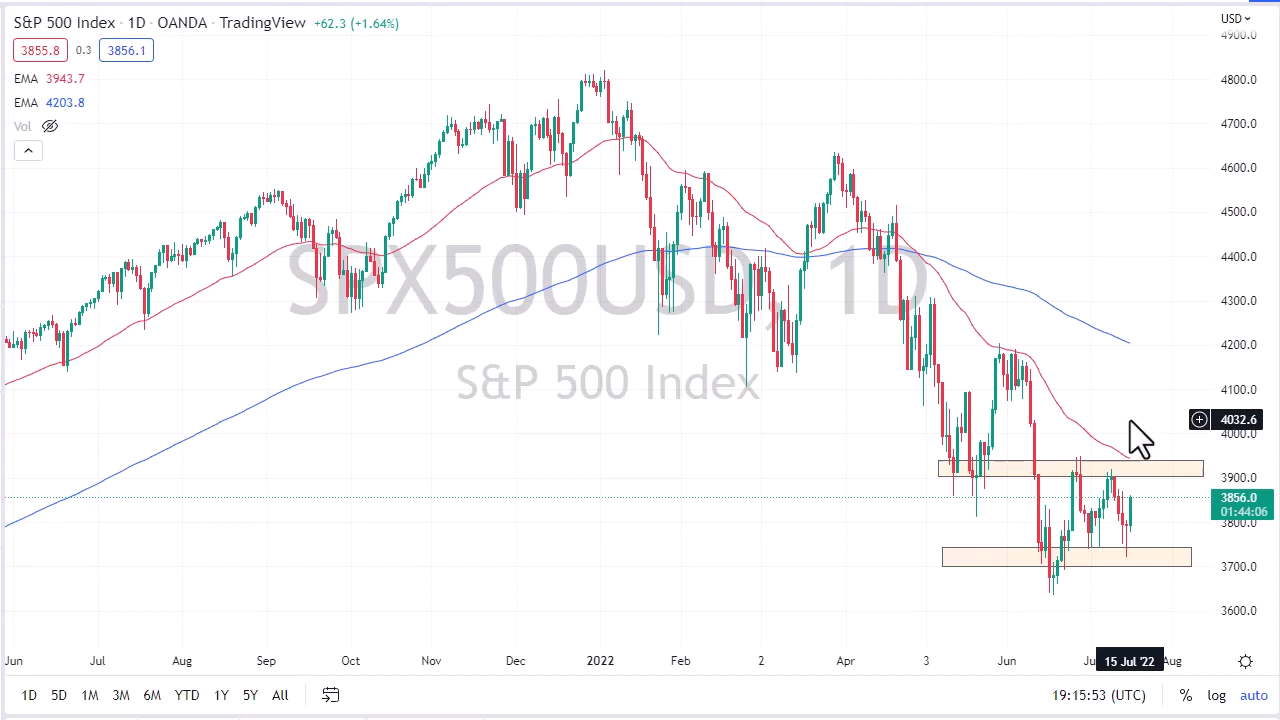 S&P 500 Index · 1D · OANDA · TradingView +62.3 (+1.64%)
USD
4900.0
3855.8 0.3 3856.1
EMA 3943.7
EMA 4203.8
Vol
4800.0
4700.0
4600.0
4500.0
4400.0
4300.0
4200.0
4100.0
4032.6
4000.0
3900.0
3856.0
01:44:06
3800.0
3700.0
3600.0
SPX500USD, 1D
S&P 500 Index
Jun Jul Aug Sep Oct Nov Dec 2022 Feb 2 Apr 3 Jun 15 Jul '22 Aug
1D 5D 1M 3M 6M YTD 1Y 5Y All 19:15:53 (UTC) % log auto